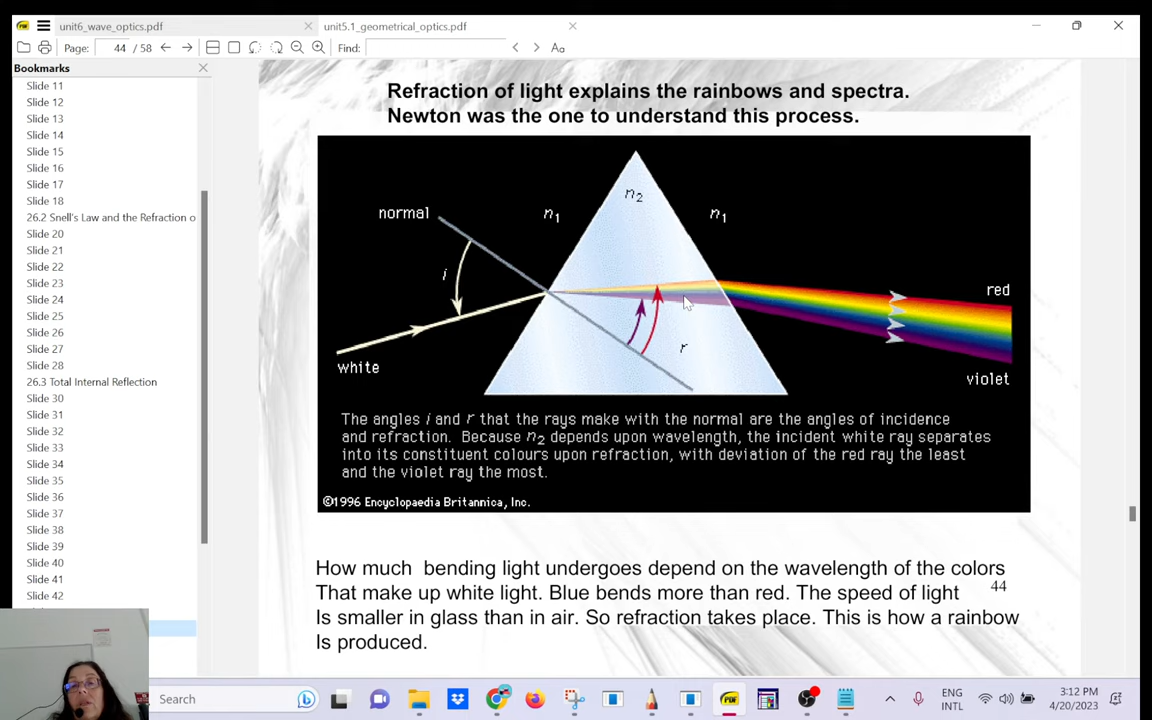 unit6_wave_optics.pdf
unit5.1_geometrical_optics.pdf
Page: 44 / 58
Find:
Aa
Bookmarks
Slide 11
Slide 12
Slide 13
Slide 14
Slide 15
Slide 16
Slide 17
Slide 18
26.2 Snell's Law and the Refraction o
Slide 20
Slide 21
Slide 22
Slide 23
Slide 24
Slide 25
Slide 26
Slide 27
Slide 28
26.3 Total Internal Reflection
Slide 30
Slide 31
Slide 32
Slide 33
Slide 34
Slide 35
Slide 36
Slide 37
Slide 38
Slide 39
Slide 40
Slide 41
Slide 42
Refraction of light explains the rainbows and spectra.
Newton was the one to understand this process.
n2
normal
n1
n1
i
red
r
white
violet
The angles i and r that the rays make with the normal are the angles of incidence
and refraction. Because n2 depends upon wavelength, the incident white ray separates
into its constituent colours upon refraction, with deviation of the red ray the least
and the violet ray the most.
©1996 Encyclopaedia Britannica, Inc.
How much bending light undergoes depend on the wavelength of the colors
That make up white light. Blue bends more than red. The speed of light
Is smaller in glass than in air. So refraction takes place. This is how a rainbow
Is produced.
44
Search
ENG
INTL
3:12 PM
4/20/2023